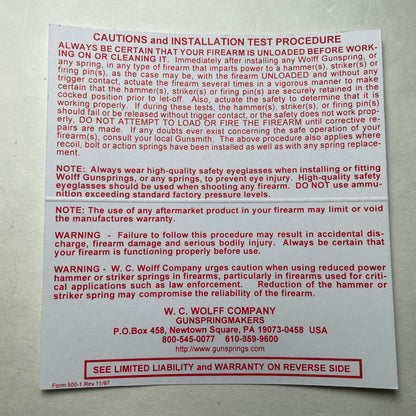 CAUTIONS and INSTALLATION TEST PROCEDURE
ALWAYS BE CERTAIN THAT YOUR FIREARM IS UNLOADED BEFORE WORK-
ING ON OR CLEANING IT. Immediately after installing any Wolff Gunspring, or
any spring, in any type of firearm that imparts power to a hammer(s), striker(s) or
firing pin(s), as the case may be, with the firearm UNLOADED and without any
trigger contact, actuate the firearm several times in a vigorous manner to make
certain that the hammer(s), striker(s) or firing pin(s) are securely retained in the
cocked position prior to let-off. Also, actuate the safety to determine that it is
working properly. If during these tests, the hammer(s), striker(s), or firing pin(s)
should fail or be released without trigger contact, or the safety does not work prop-
erly, DO NOT ATTEMPT TO LOAD OR FIRE THE FIREARM until corrective re-
pairs are made. If any doubts ever exist concerning the safe operation of your
firearm(s), consult your local Gunsmith. The above procedure also applies where
recoil, bolt or action springs have been installed as well as with any spring replace-
ment.
NOTE: Always wear high-quality safety eyeglasses when installing or fitting
Wolff Gunsprings, or any springs, to prevent eye injury. High-quality safety
eyeglasses should be used when shooting any firearm. DO NOT use ammu-
nition exceeding standard factory pressure levels.
NOTE: The use of any aftermarket product in your firearm may limit or void
the manufactures warranty.
WARNING - Failure to follow this procedure may result in accidental dis-
charge, firearm damage and serious bodily injury. Always be certain that
your firearm is functioning properly before use.
WARNING - W. C. Wolff Company urges caution when using reduced power
hammer or striker springs in firearms, particularly in firearms used for criti-
cal applications such as law enforcement. Reduction of the hammer or
striker spring may compromise the reliability of the firearm.
W. C. WOLFF COMPANY
GUNSPRINGMAKERS
P.O.Box 458, Newtown Square, PA 19073-0458 USA
800-545-0077 610-359-9600
http://www.gunsprings.com
SEE LIMITED LIABILITY and WARRANTY ON REVERSE SIDE
Form 500-1 Rev 11/97